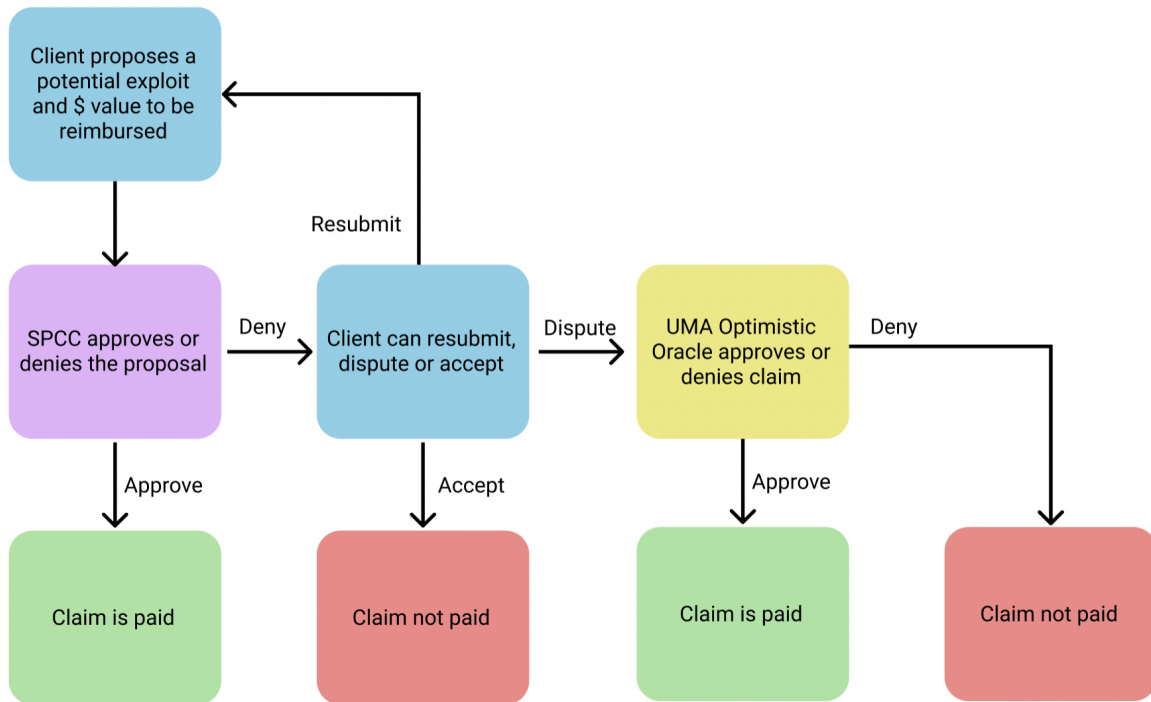 Client proposes a
potential exploit
and $ value to be
reimbursed
Resubmit
SPCC approves or
denies the proposal
Deny
Client can resubmit,
dispute or accept
Dispute
UMA Optimistic
Oracle approves or
denies claim
Deny
Approve
Accept
Approve
Claim is paid
Claim not paid
Claim is paid
Claim not paid